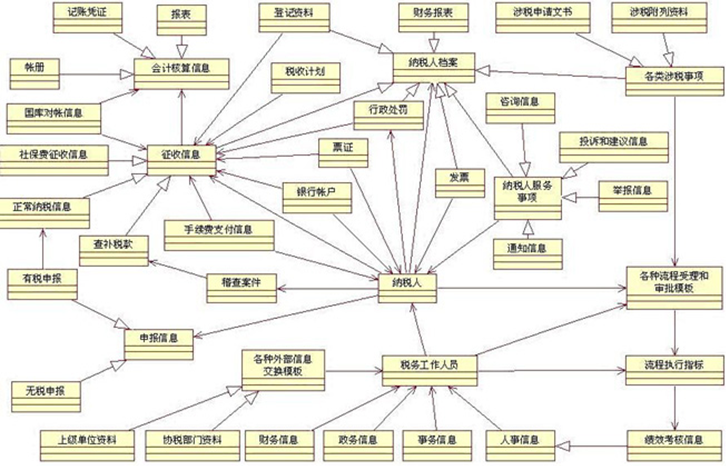 记账凭证
报表
登记资料
财务报表
涉税申请文书
涉税附列资料
帐册
会计核算信息
税收计划
纳税人档案
各类涉税事项
国库对帐信息
行政处罚
咨询信息
社保费征收信息
征收信息
票证
投诉和建议信息
正常纳税信息
银行帐户
发票
纳税人服务
事项
举报信息
查补税款
手续费支付信息
通知信息
有税申报
稽查案件
纳税人
各种流程受理和
审批模板
申报信息
各种外部信息
交换模板
税务工作人员
流程执行指标
无税申报
上级单位资料
协税部门资料
财务信息
政务信息
事务信息
人事信息
绩效考核信息